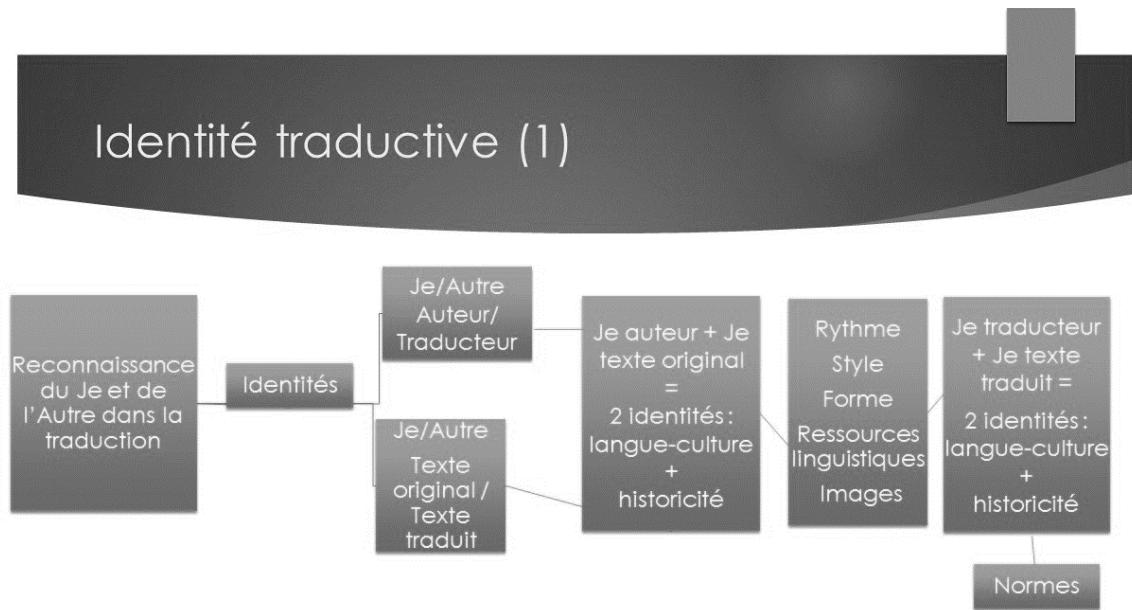 Identité traductive (1)
Reconnaissance
du Je et de
l'Autre dans la
traduction
Identités
Je/Autre
Auteur/
Traducteur
Je/Autre
Texte
original /
Texte
traduit
Je auteur + Je
texte original
=
2 identités :
langue-culture
+
historicité
Rythme
Style
Forme
Ressources
linguistiques
Images
Je traducteur
+ Je texte
traduit =
2 identités :
langue-culture
+
historicité
Normes